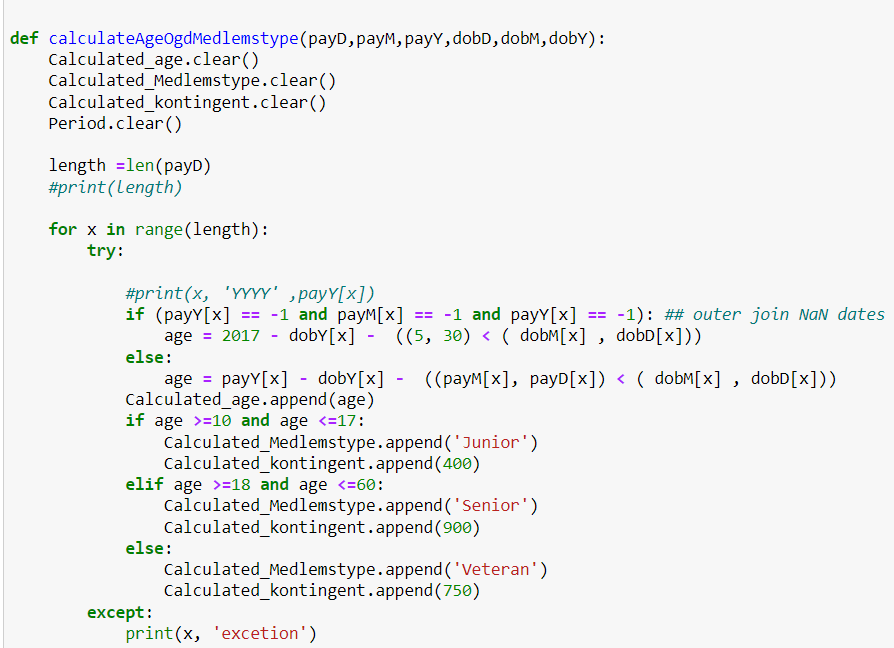 def calculateAgeOgdMedlemstype(payD,payM,payY,dobD,dobM,dobY):
    Calculated_age.clear()
    Calculated_Medlemstype.clear()
    Calculated_kontingent.clear()
    Period.clear()

    length =len(payD)
    #print(length)

    for x in range(length):
        try:

            #print(x, 'YYYY' ,payY[x])
            if (payY[x] == -1 and payM[x] == -1 and payY[x] == -1): ## outer join NaN dates
                age = 2017 - dobY[x] -  ((5, 30) < ( dobM[x] , dobD[x]))
            else:
                age = payY[x] - dobY[x] -  ((payM[x], payD[x]) < ( dobM[x] , dobD[x]))
            Calculated_age.append(age)
            if age >=10 and age <=17:
                Calculated_Medlemstype.append('Junior')
                Calculated_kontingent.append(400)
            elif age >=18 and age <=60:
                Calculated_Medlemstype.append('Senior')
                Calculated_kontingent.append(900)
            else:
                Calculated_Medlemstype.append('Veteran')
                Calculated_kontingent.append(750)
        except:
            print(x, 'excetion')